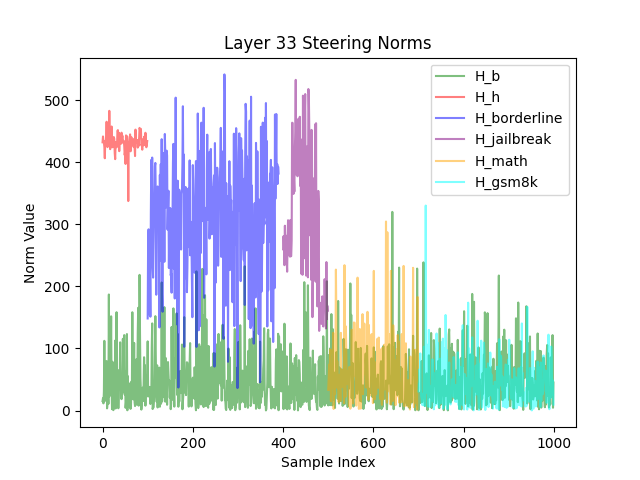 Layer 33 Steering Norms
H_b
H_h
H_borderline
H_jailbreak
H_math
H_gsm8k
Norm Value
500
400
300
200
100
0
0 200 400 600 800 1000
Sample Index